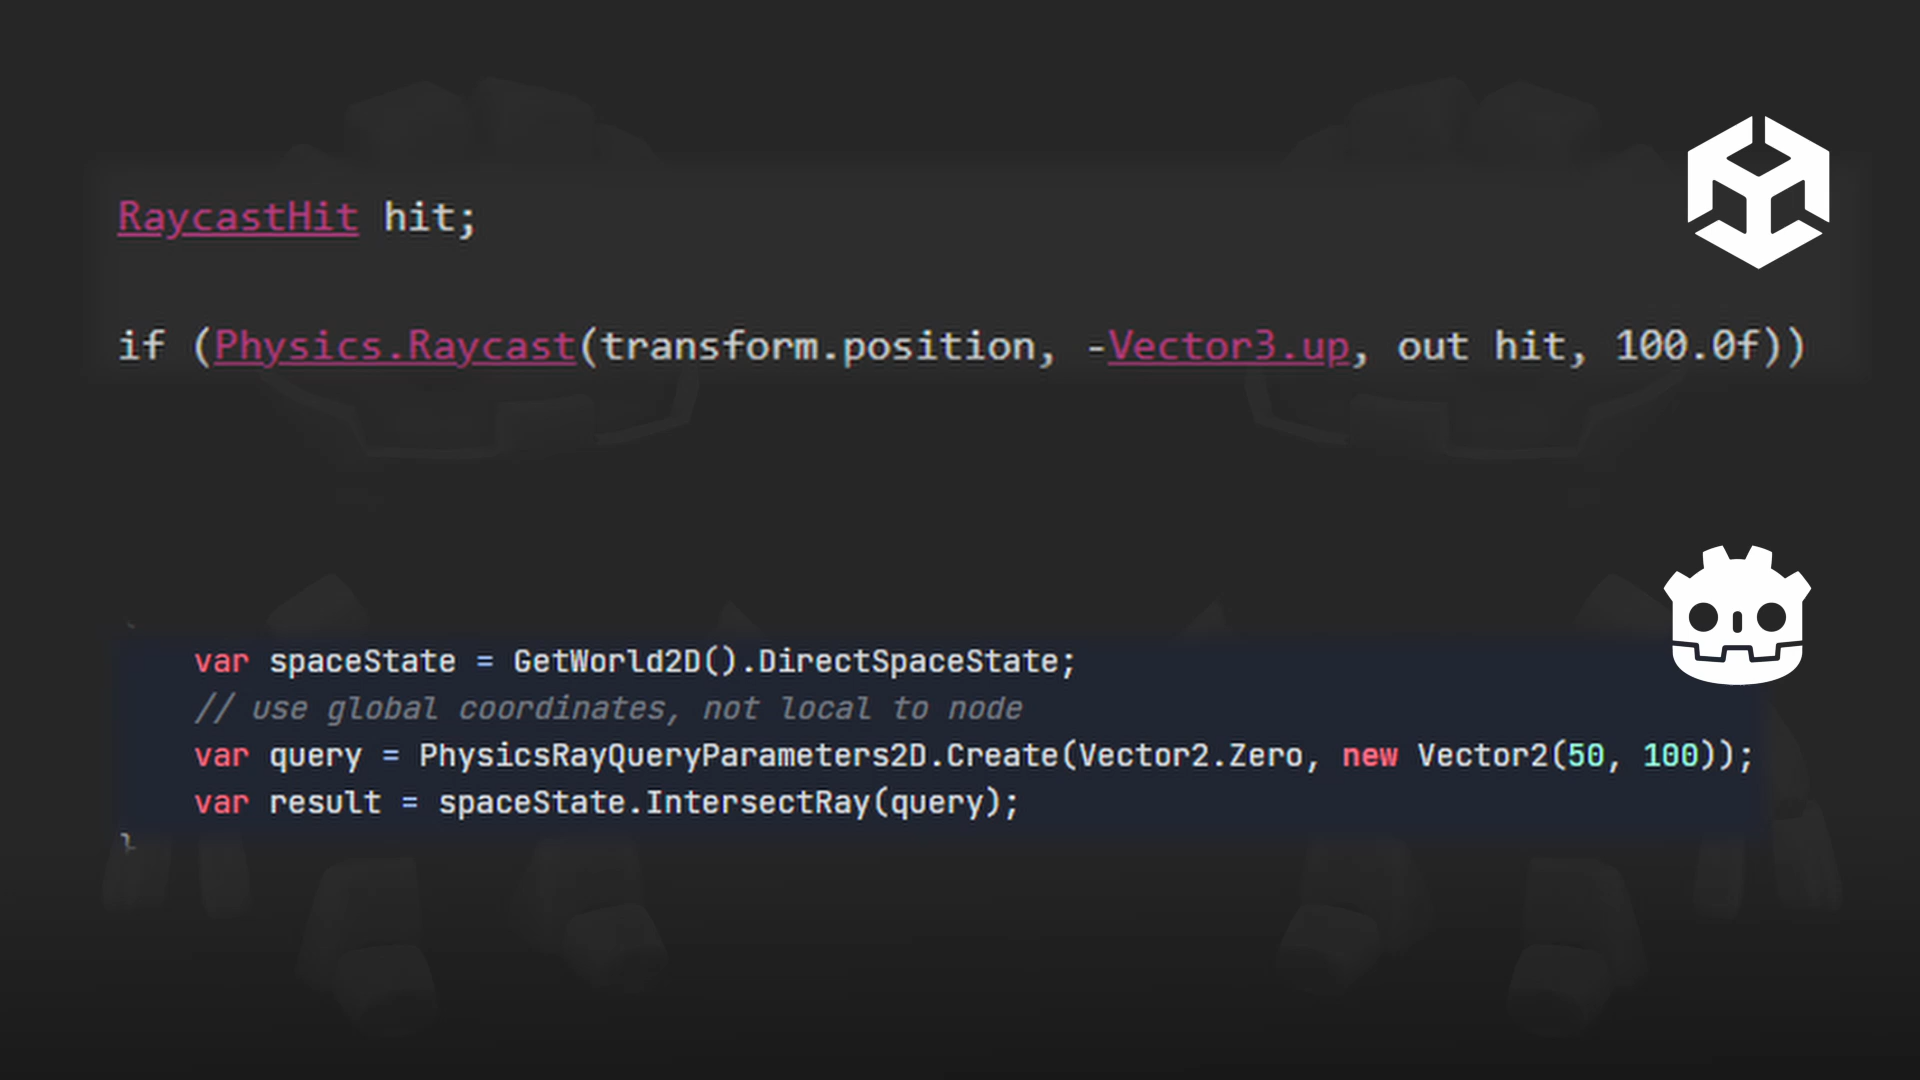 RaycastHit hit;
if (Physics.Raycast(transform.position, -Vector3.up, out hit, 100.0f))
var spaceState = GetWorld2D().DirectSpaceState;
// use global coordinates, not local to node
var query = PhysicsRayQueryParameters2D.Create(Vector2.Zero, new Vector2(50, 100));
var result = spaceState.IntersectRay(query);
}